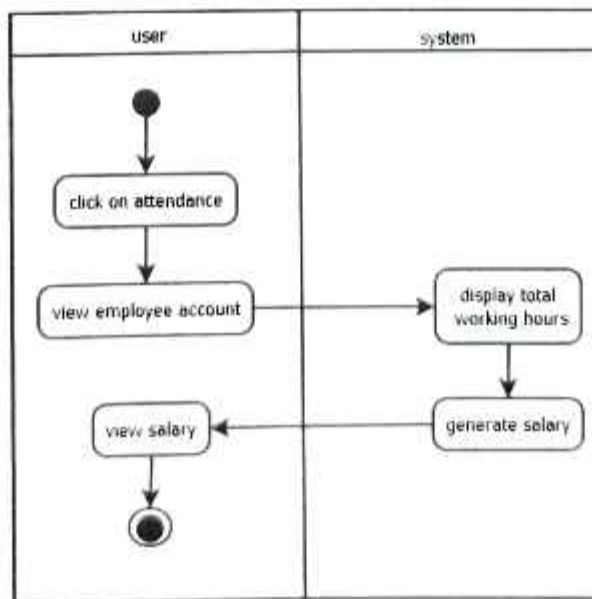 user
system
click on attendance
view employee account
display total
working hours
view salary
generate salary